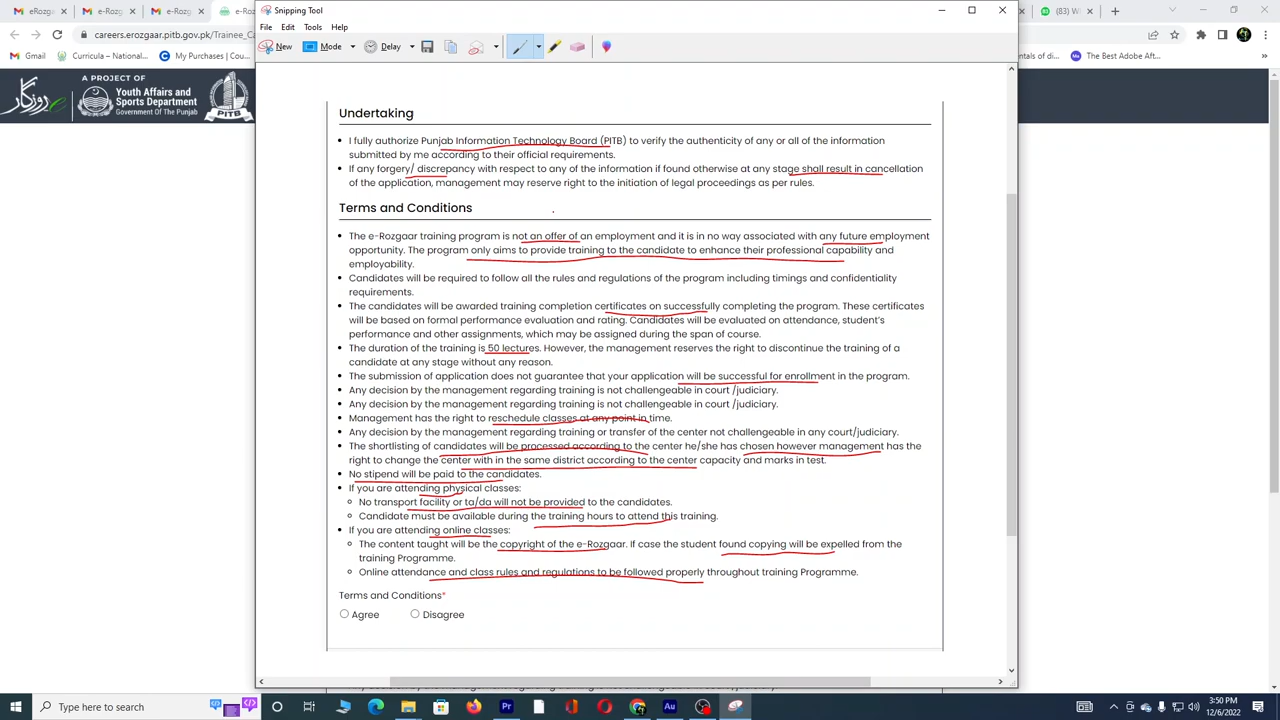 eRozg
eRozg
e-Rozg
Snipping Tool
(83) W
careers.erozgaar.pitb.gov.pk/Trainee_Ca
File Edit Tools Help
New Mode Delay
Gmail Curricula – National... My Purchases | Cou
entals of di... The Best Adobe Aft...
روزگار
A PROJECT OF
Youth Affairs and
Sports Department
Government Of The Punjab
PITB
Undertaking
I fully authorize Punjab Information Technology Board (PITB) to verify the authenticity of any or all of the information
submitted by me according to their official requirements.
If any forgery/ discrepancy with respect to any of the information if found otherwise at any stage shall result in cancellation
of the application, management may reserve right to the initiation of legal proceedings as per rules.
Terms and Conditions
The e-Rozgaar training program is not an offer of an employment and it is in no way associated with any future employment
opportunity. The program only aims to provide training to the candidate to enhance their professional capability and
employability.
Candidates will be required to follow all the rules and regulations of the program including timings and confidentiality
requirements.
The candidates will be awarded training completion certificates on successfully completing the program. These certificates
will be based on formal performance evaluation and rating. Candidates will be evaluated on attendance, student's
performance and other assignments, which may be assigned during the span of course.
The duration of the training is 50 lectures. However, the management reserves the right to discontinue the training of a
candidate at any stage without any reason.
The submission of application does not guarantee that your application will be successful for enrollment in the program.
Any decision by the management regarding training is not challengeable in court /judiciary.
Any decision by the management regarding training is not challengeable in court /judiciary.
Management has the right to reschedule classes at any point in time.
Any decision by the management regarding training or transfer of the center not challengeable in any court/judiciary.
The shortlisting of candidates will be processed according to the center he/she has chosen however management has the
right to change the center with in the same district according to the center capacity and marks in test.
No stipend will be paid to the candidates.
If you are attending physical classes:
No transport facility or ta/da will not be provided to the candidates.
Candidate must be available during the training hours to attend this training.
If you are attending online classes:
The content taught will be the copyright of the e-Rozgaar. If case the student found copying will be expelled from the
training Programme.
Online attendance and class rules and regulations to be followed properly throughout training Programme.
Terms and Conditions*
Agree Disagree
Type here to search
3:50 PM
12/6/2022